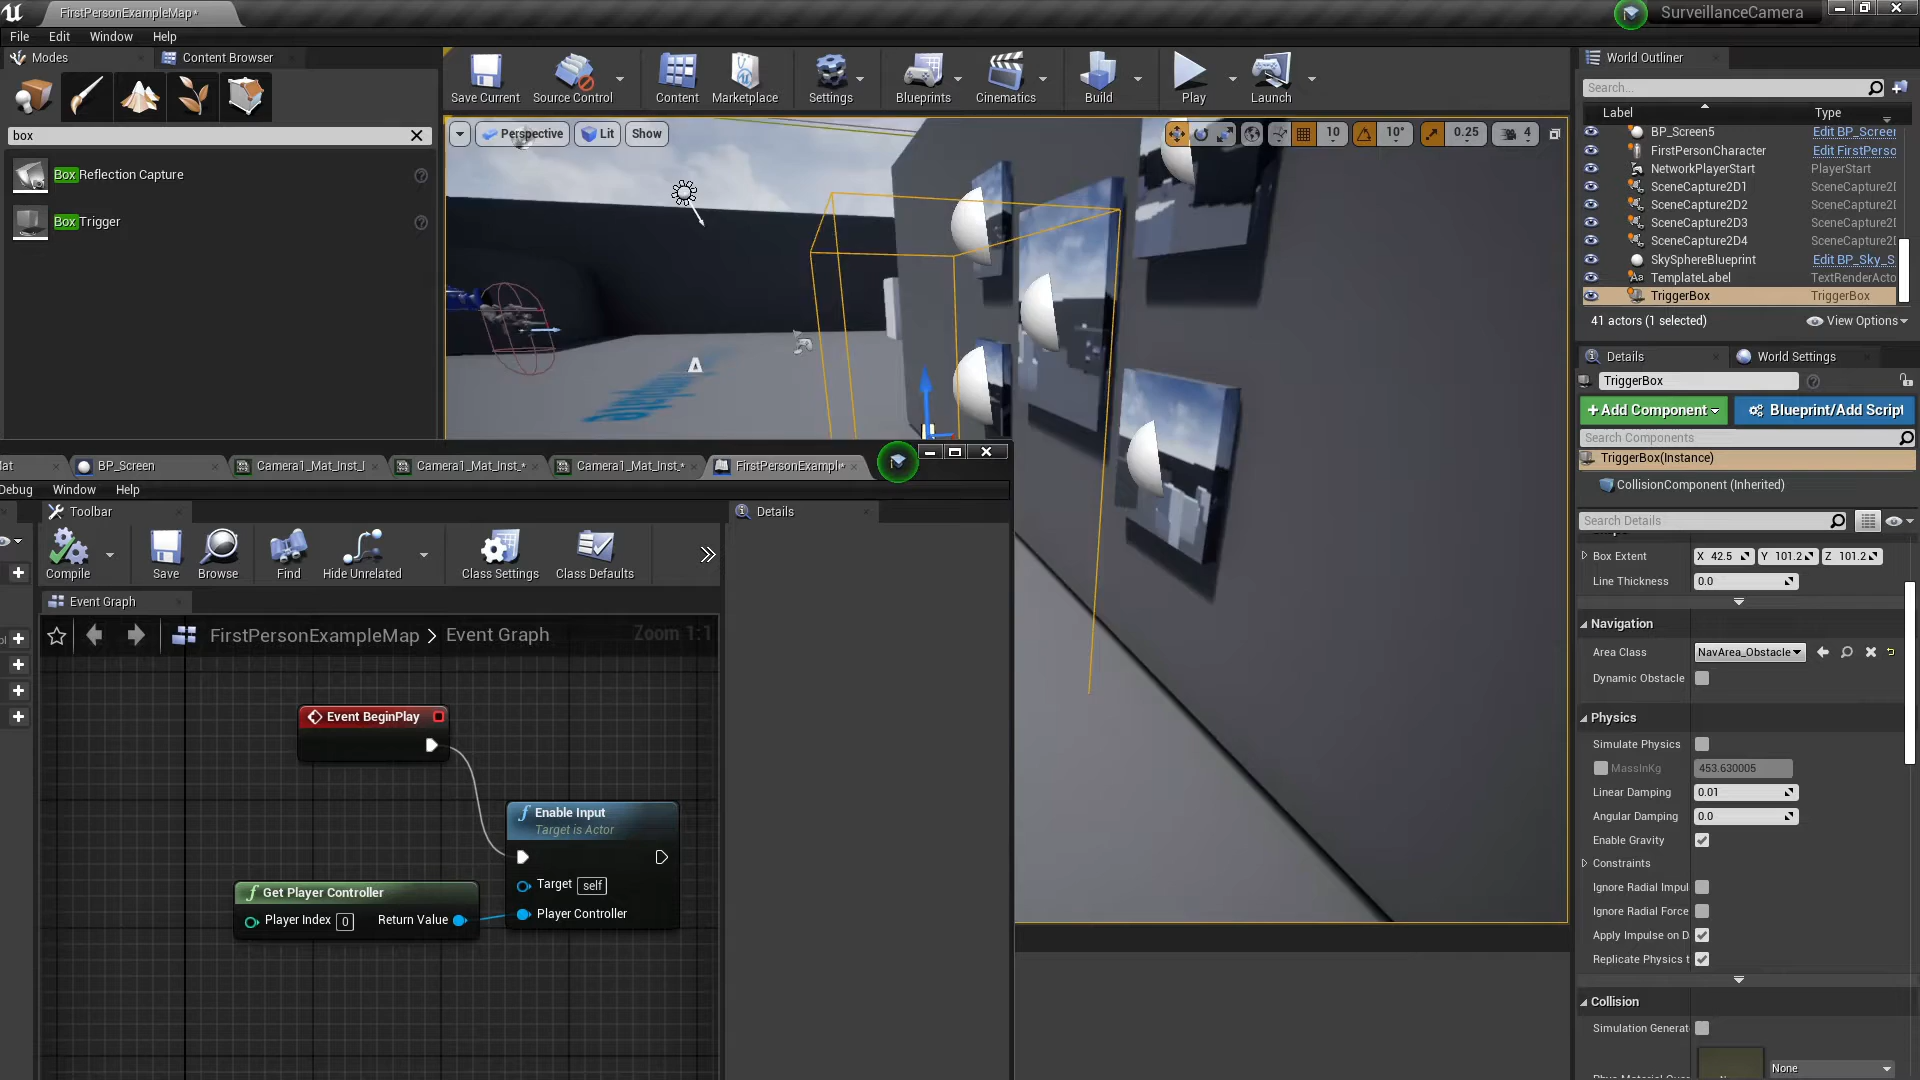 FirstPersonExampleMap*
SurveillanceCamera
File Edit Window Help
Modes
Content Browser
box
Box Reflection Capture
Box Trigger
Save Current
Source Control
Content
Marketplace
Settings
Blueprints
Cinematics
Build
Play
Launch
Perspective
Lit
Show
10
10°
0.25
4
World Outliner
Search...
Label Type
BP_Screen5 Edit BP_Screen
FirstPersonCharacter Edit FirstPerso
NetworkPlayerStart PlayerStart
SceneCapture2D1 SceneCapture2D
SceneCapture2D2 SceneCapture2D
SceneCapture2D3 SceneCapture2D
SceneCapture2D4 SceneCapture2D
SkySphereBlueprint Edit BP_Sky_S
TemplateLabel TextRenderActo
TriggerBox TriggerBox
41 actors (1 selected)
View Options
Details
World Settings
TriggerBox
+Add Component
Blueprint/Add Script
Search Components
TriggerBox(Instance)
CollisionComponent (Inherited)
Search Details
Box Extent X 42.5 Y 101.2 Z 101.2
Line Thickness 0.0
Navigation
Area Class NavArea_Obstacle
Dynamic Obstacle
Physics
Simulate Physics
MassInKg 453.630005
Linear Damping 0.01
Angular Damping 0.0
Enable Gravity
Constraints
Ignore Radial Impul
Ignore Radial Force
Apply Impulse on D
Replicate Physics t
Collision
Simulation Generat
None
Mat
BP_Screen
Camera1_Mat_Inst_I
Camera1_Mat_Inst_*
Camera1_Mat_Inst_*
FirstPersonExampl*
Debug Window Help
Toolbar
Details
Compile
Save
Browse
Find
Hide Unrelated
Class Settings
Class Defaults
Event Graph
FirstPersonExampleMap > Event Graph
Zoom 1:1
Event BeginPlay
Enable Input
Target is Actor
Target self
Player Controller
Get Player Controller
Player Index 0 Return Value